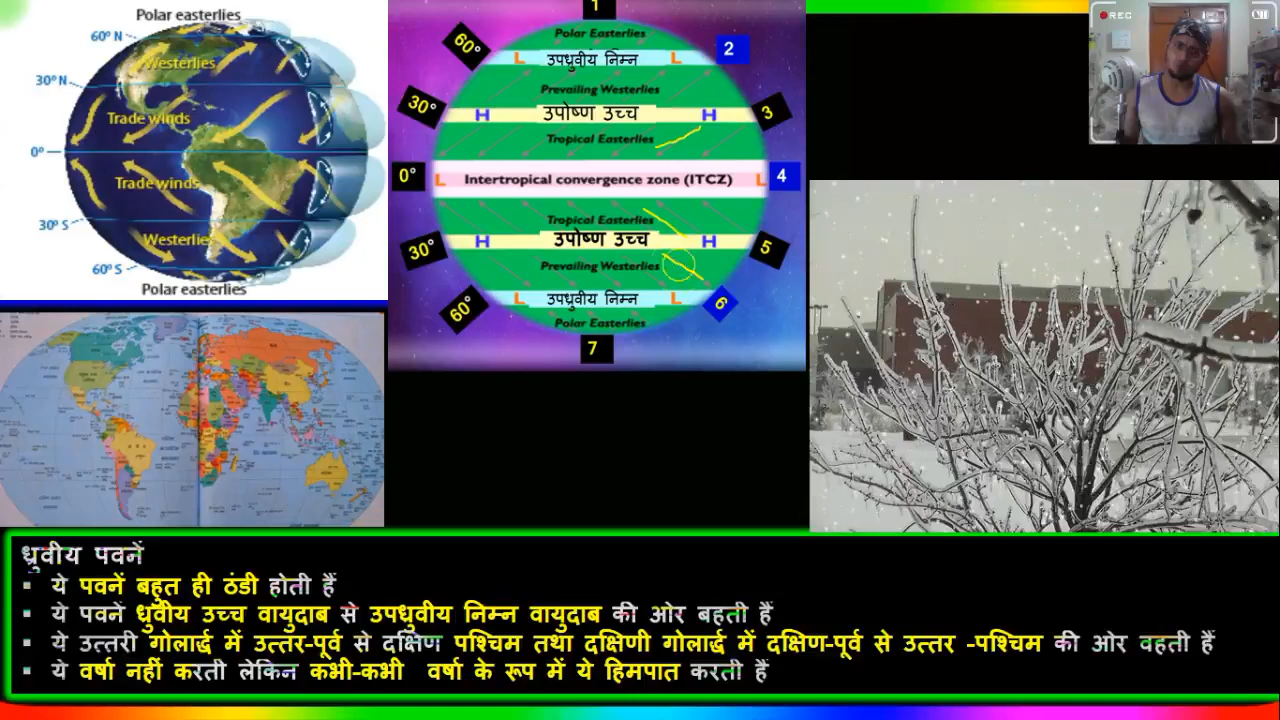 Polar easterlies
60° N
Westerlies
30° N
Trade winds
0°
Trade winds
30° S
Westerlies
60° S
Polar easterlies
1
Polar Easterlies
60°
L उपध्रुवीय निम्न L
2
Prevailing Westerlies
30°
H उपोष्ण उच्च H
3
Tropical Easterlies
0°
L Intertropical convergence zone (ITCZ) L
4
Tropical Easterlies
30°
H उपोष्ण उच्च H
5
Prevailing Westerlies
60°
L उपध्रुवीय निम्न L
6
Polar Easterlies
7
REC
ध्रुवीय पवनें
▪ ये पवनें बहुत ही ठंडी होती हैं
▪ ये पवनें ध्रुवीय उच्च वायुदाब से उपध्रुवीय निम्न वायुदाब की ओर बहती हैं
▪ ये उत्तरी गोलार्द्ध में उत्तर-पूर्व से दक्षिण पश्चिम तथा दक्षिणी गोलार्द्ध में दक्षिण-पूर्व से उत्तर -पश्चिम की ओर वहती हैं
▪ ये वर्षा नहीं करती लेकिन कभी-कभी वर्षा के रूप में ये हिमपात करती हैं